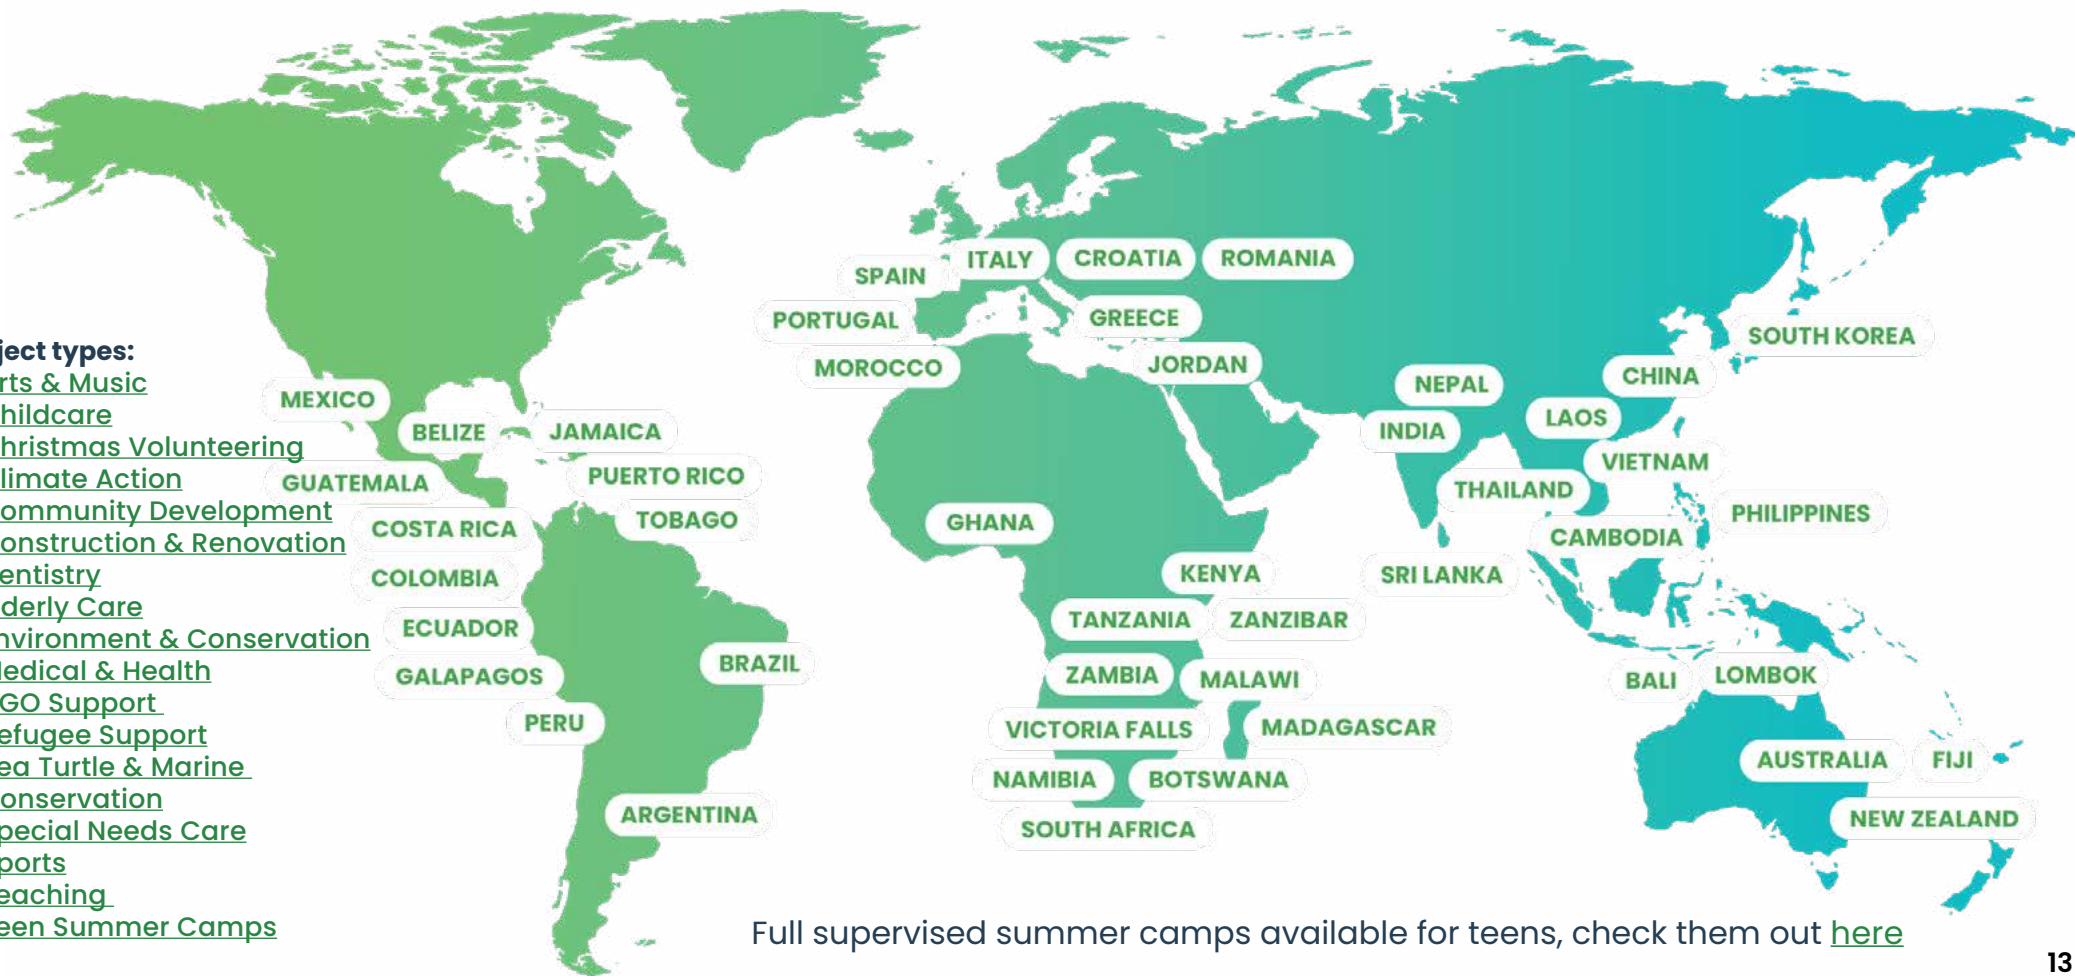 ITALY
CROATIA
ROMANIA
SPAIN
PORTUGAL
GREECE
MOROCCO
JORDAN
SOUTH KOREA
NEPAL
CHINA
INDIA
LAOS
VIETNAM
THAILAND
PHILIPPINES
CAMBODIA
SRI LANKA
MEXICO
BELIZE
JAMAICA
GUATEMALA
PUERTO RICO
COSTA RICA
TOBAGO
COLOMBIA
ECUADOR
GALAPAGOS
BRAZIL
PERU
ARGENTINA
GHANA
KENYA
TANZANIA
ZANZIBAR
ZAMBIA
MALAWI
VICTORIA FALLS
MADAGASCAR
NAMIBIA
BOTSWANA
SOUTH AFRICA
BALI
LOMBOK
AUSTRALIA
FIJI
NEW ZEALAND
ject types:
rts & Music
hildcare
hristmas Volunteering
limate Action
ommunity Development
onstruction & Renovation
entistry
derly Care
nvironment & Conservation
edical & Health
GO Support
efugee Support
ea Turtle & Marine
onservation
pecial Needs Care
ports
eaching
een Summer Camps
Full supervised summer camps available for teens, check them out here
13